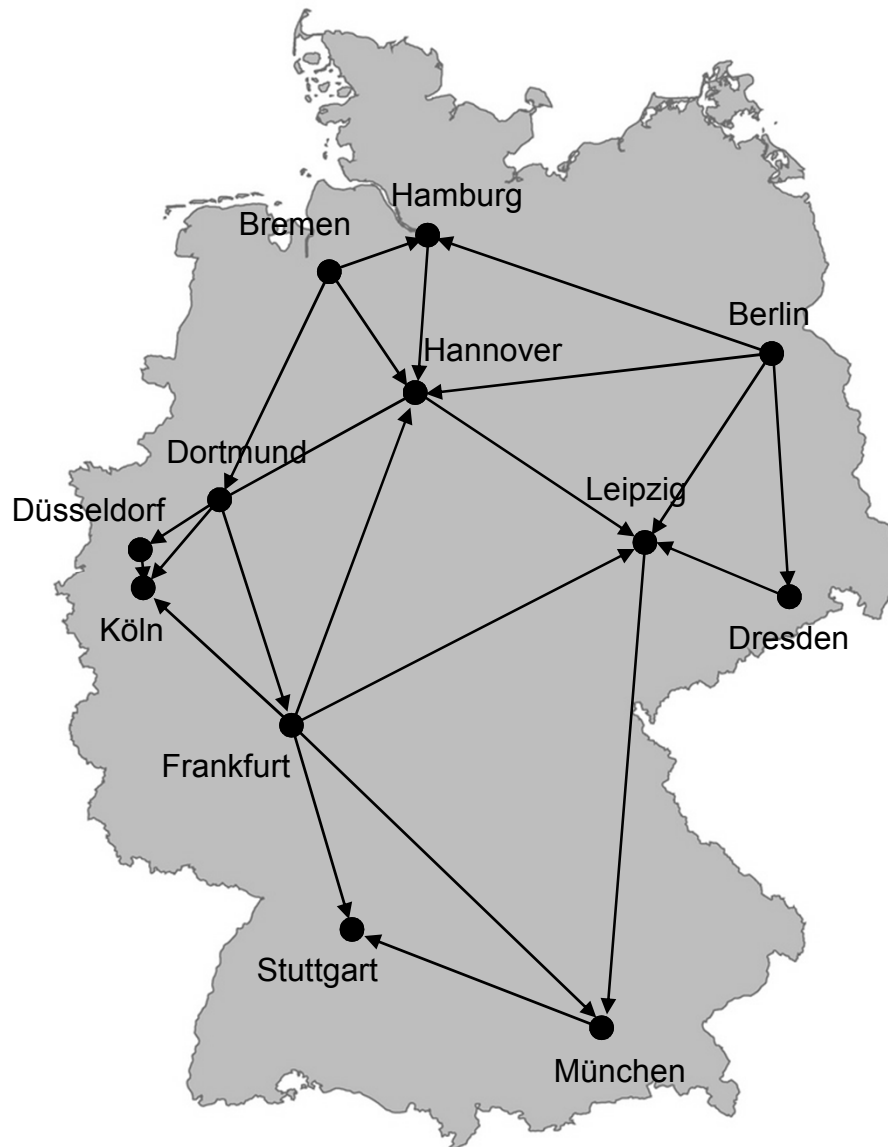 Hamburg
Bremen
Berlin
Hannover
Dortmund
Leipzig
Düsseldorf
Köln
Dresden
Frankfurt
Stuttgart
München